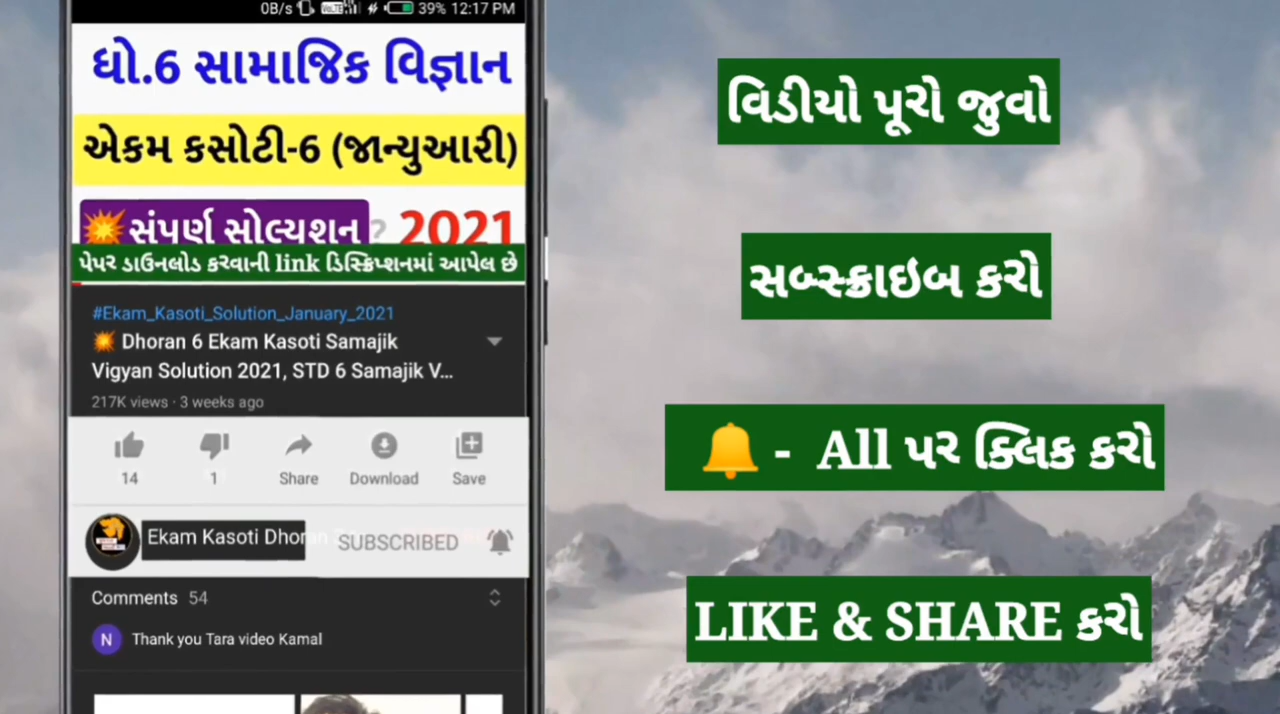 0B/s VoLTE 39% 12:17 PM
ધો.6 સામાજિક વિજ્ઞાન
એકમ કસોટી-6 (જાન્યુઆરી)
સંપર્ણ સોલ્યશન ? 2021
પેપર ડાઉનલોડ કરવાની link ડિસ્ક્રિપ્શનમાં આપેલ છે
#Ekam_Kasoti_Solution_January_2021
Dhoran 6 Ekam Kasoti Samajik
Vigyan Solution 2021, STD 6 Samajik V...
217K views · 3 weeks ago
14 1 Share Download Save
Ekam Kasoti Dhoran SUBSCRIBED
Comments 54
N Thank you Tara video Kamal
વિડીયો પૂરો જુવો
સબ્સ્ક્રાઇબ કરો
🔔 - All પર ક્લિક કરો
LIKE & SHARE કરો